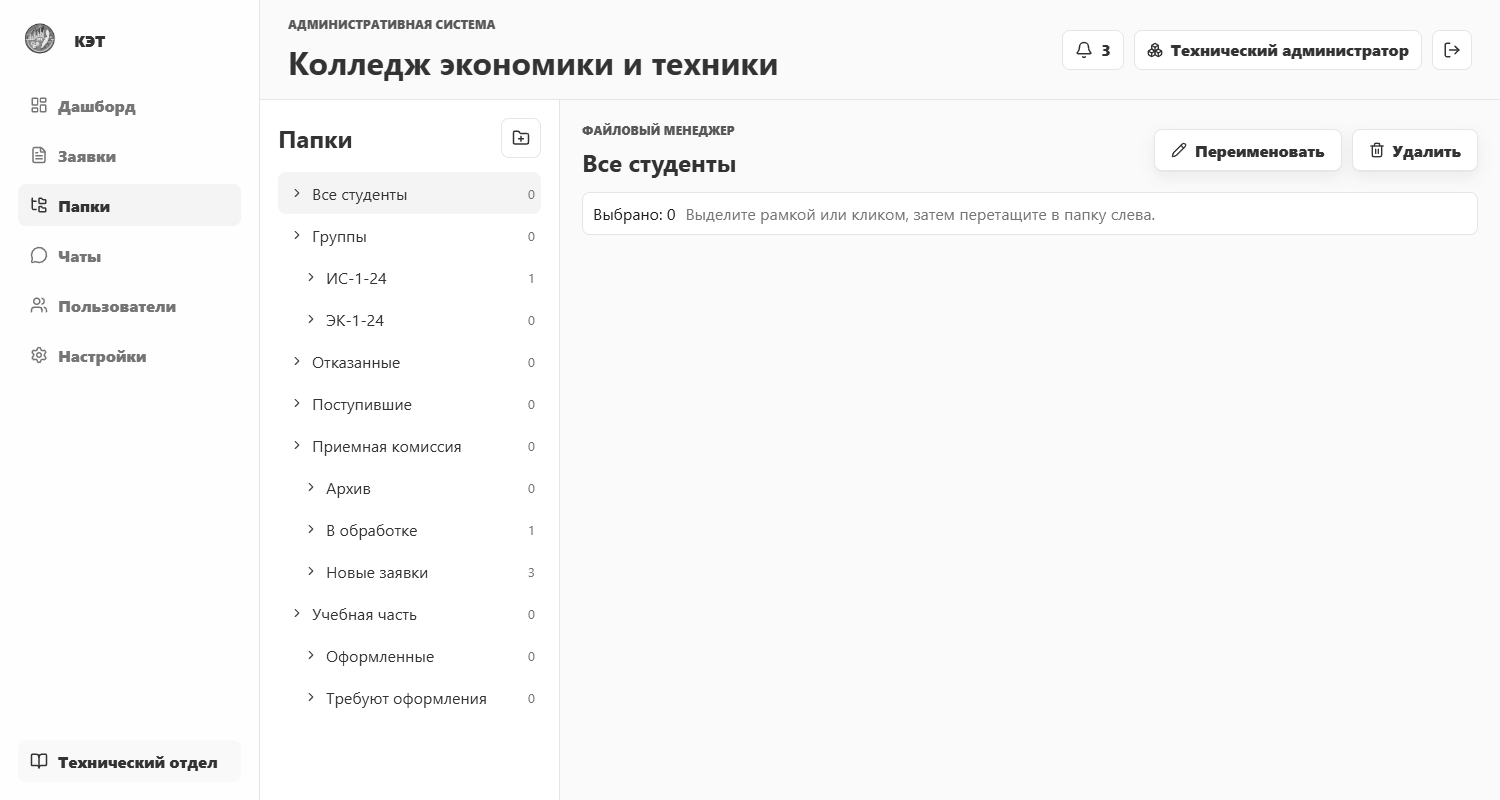 КЭТ
Дашборд
Заявки
Папки
Чаты
Пользователи
Настройки
Технический отдел
АДМИНИСТРАТИВНАЯ СИСТЕМА
Колледж экономики и техники
3
Технический администратор
Папки
Все студенты 0
Группы 0
ИС-1-24 1
ЭК-1-24 0
Отказанные 0
Поступившие 0
Приемная комиссия 0
Архив 0
В обработке 1
Новые заявки 3
Учебная часть 0
Оформленные 0
Требуют оформления 0
ФАЙЛОВЫЙ МЕНЕДЖЕР
Все студенты
Переименовать
Удалить
Выбрано: 0 Выделите рамкой или кликом, затем перетащите в папку слева.